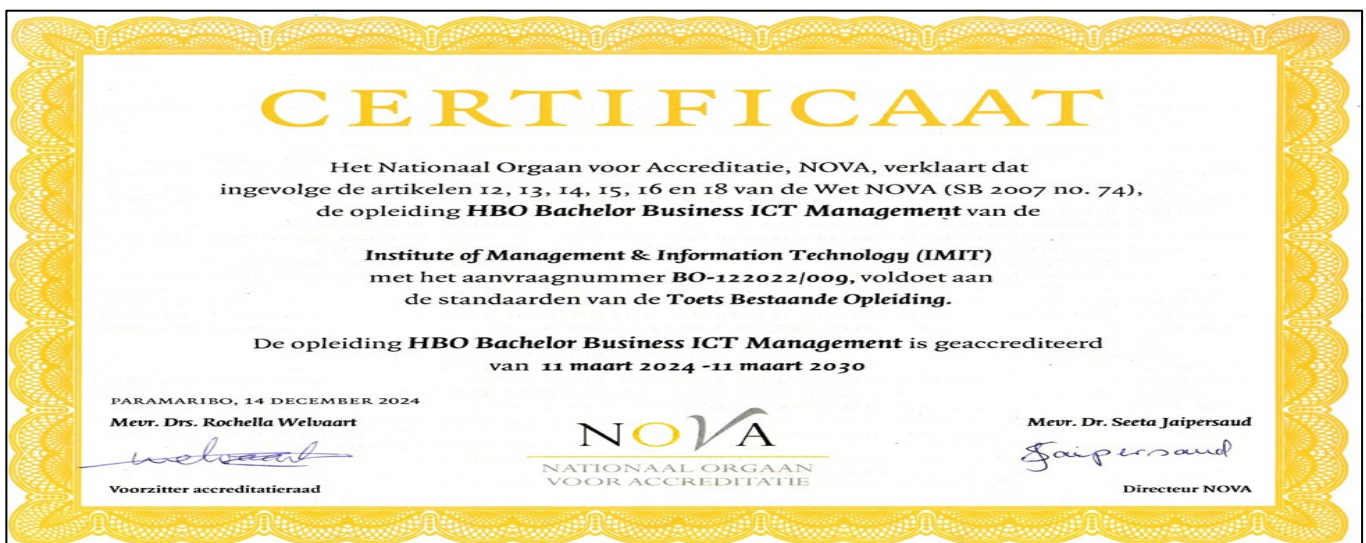 CERTIFICAAT
Het Nationaal Orgaan voor Accreditatie, NOVA, verklaart dat
ingevolge de artikelen 12, 13, 14, 15, 16 en 18 van de Wet NOVA (SB 2007 no. 74),
de opleiding HBO Bachelor Business ICT Management van de
Institute of Management & Information Technology (IMIT)
met het aanvraagnummer BO-122022/009, voldoet aan
de standaarden van de Toets Bestaande Opleiding.
De opleiding HBO Bachelor Business ICT Management is geaccrediteerd
van 11 maart 2024 -11 maart 2030
PARAMARIBO, 14 DECEMBER 2024
Mevr. Drs. Rochella Welvaart
welvaart
Voorzitter accreditatieraad
NOVA
NATIONAAL ORGAAN
VOOR ACCREDITATIE
Mevr. Dr. Seeta Jaipersaud
Jaipersaud
Directeur NOVA